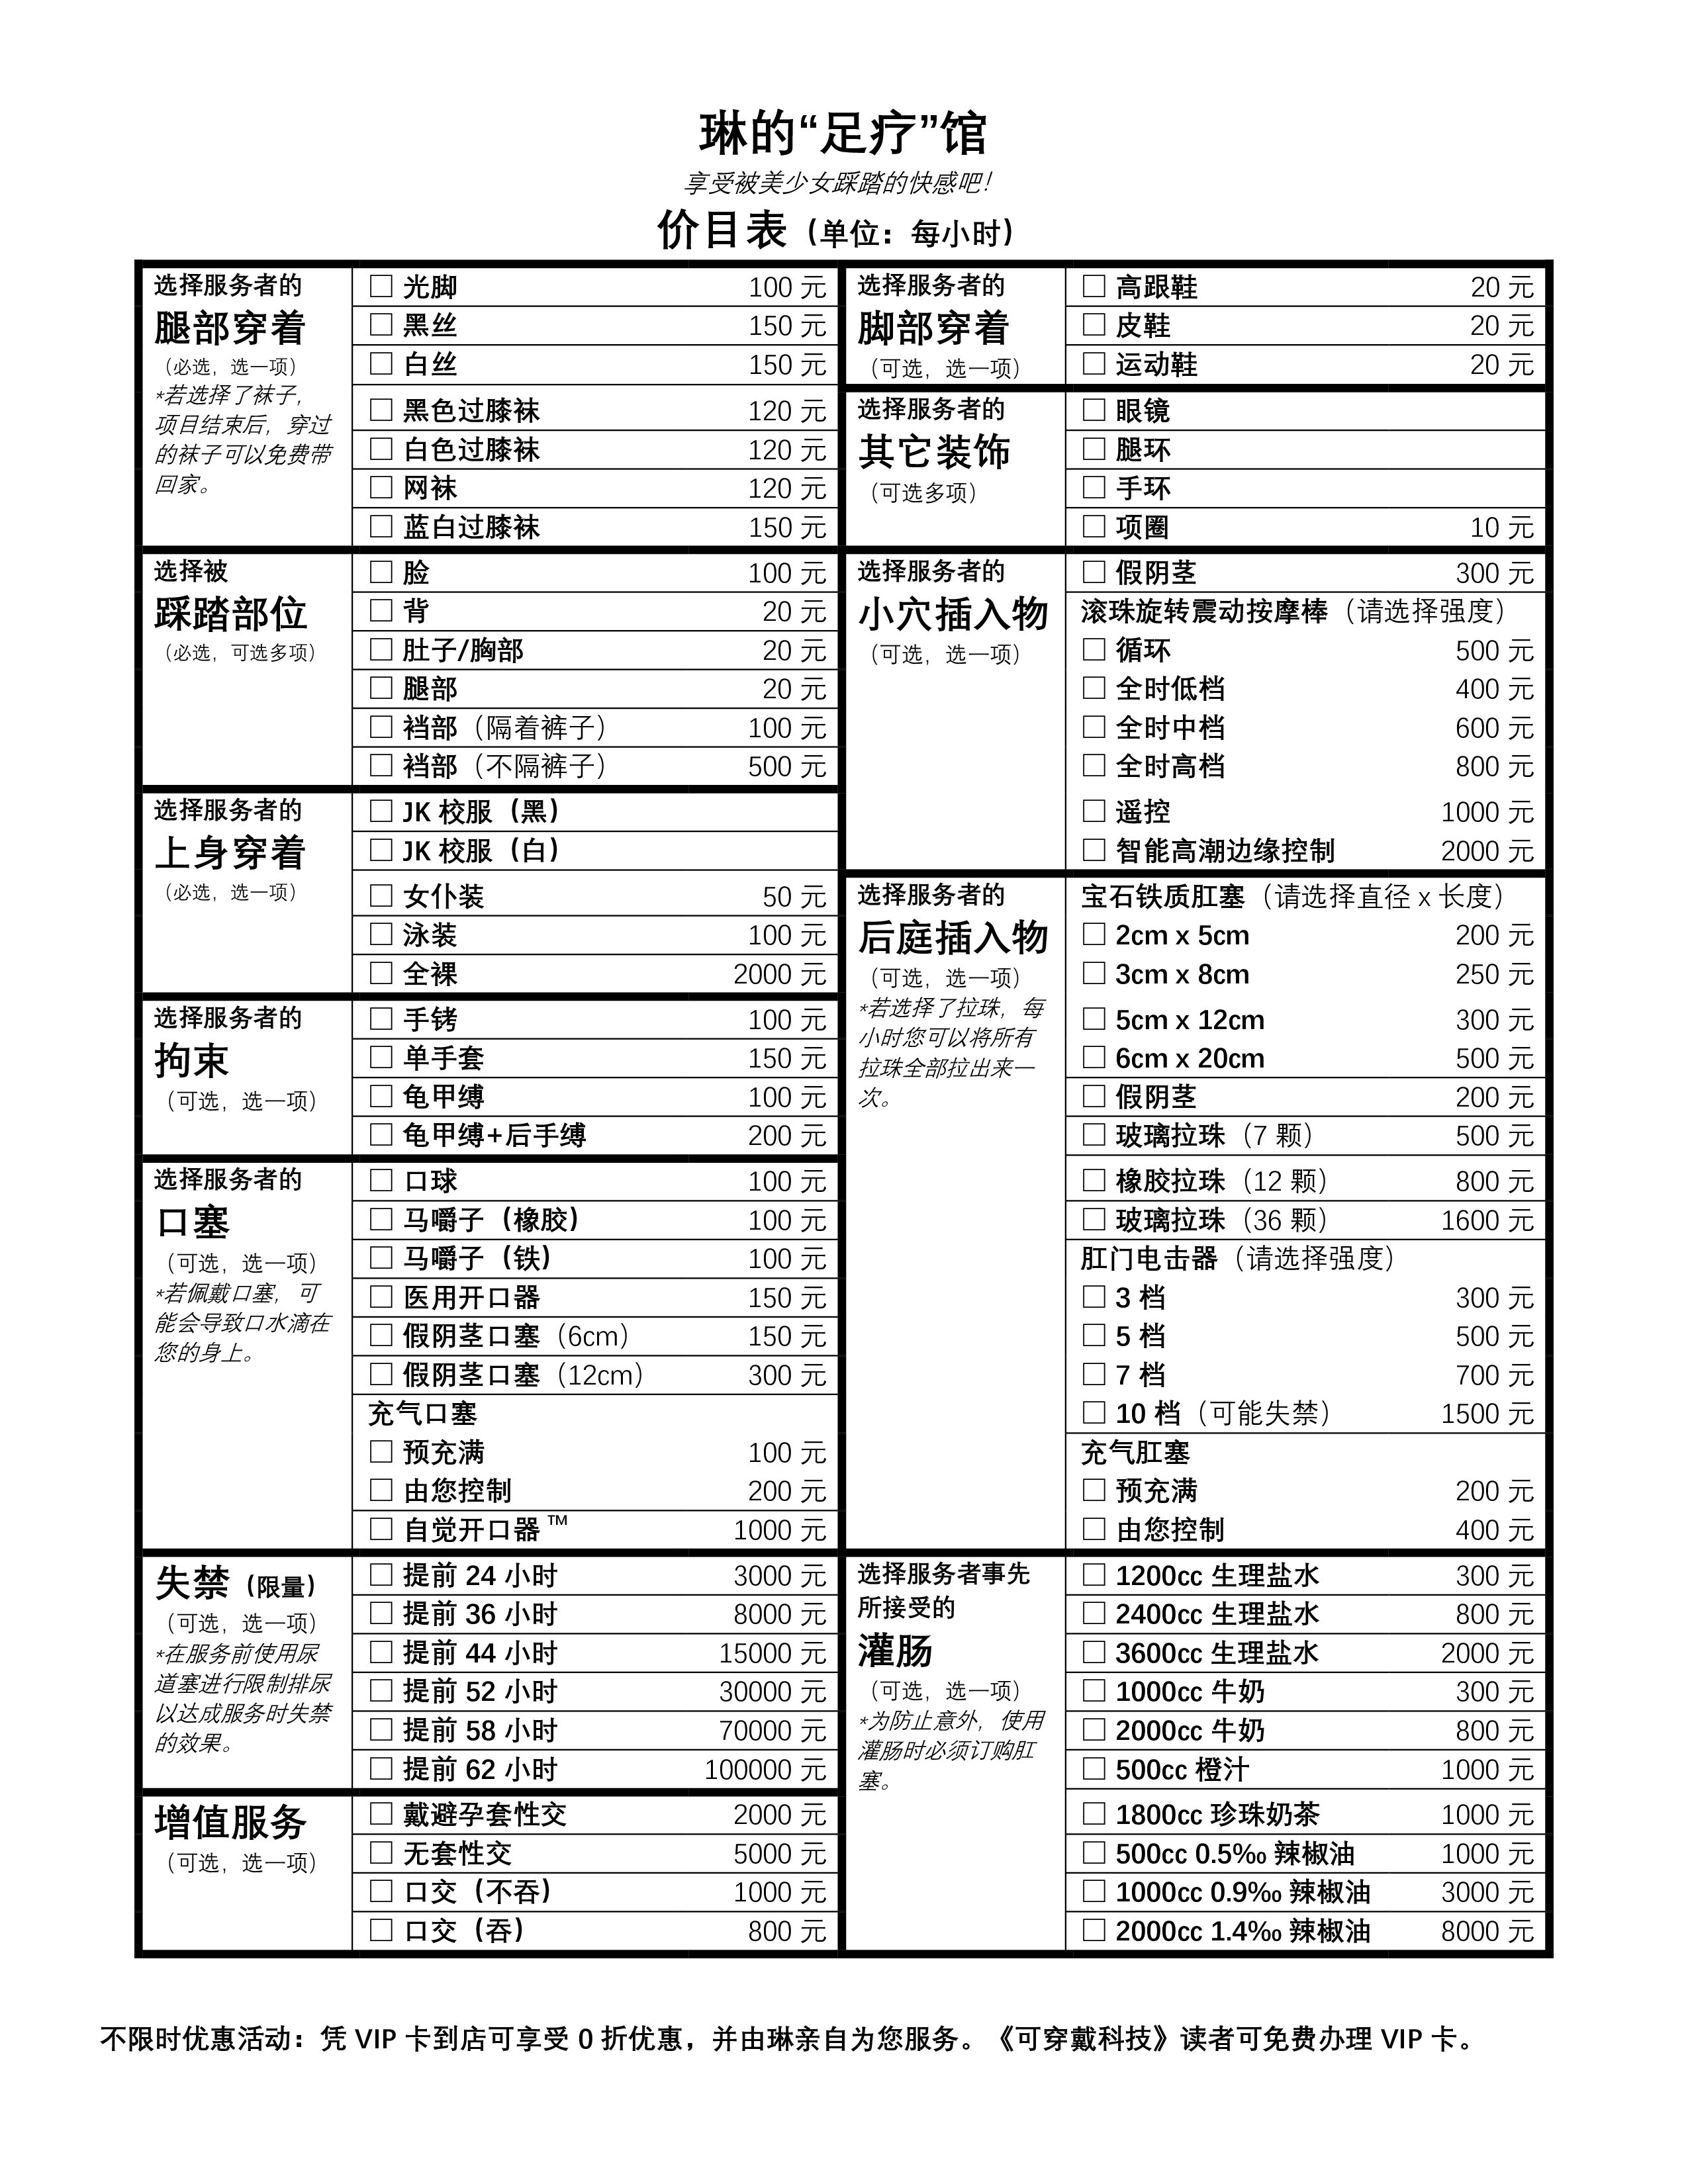 琳的“足疗”馆
享受被美少女踩踏的快感吧！
价目表（单位：每小时）
选择服务者的
腿部穿着
（必选，选一项）
*若选择了袜子，
项目结束后，穿过
的袜子可以免费带
回家。
☐ 光脚 100 元
☐ 黑丝 150 元
☐ 白丝 150 元
☐ 黑色过膝袜 120 元
☐ 白色过膝袜 120 元
☐ 网袜 120 元
☐ 蓝白过膝袜 150 元
选择被
踩踏部位
（必选，可选多项）
☐ 脸 100 元
☐ 背 20 元
☐ 肚子/胸部 20 元
☐ 腿部 20 元
☐ 裆部（隔着裤子） 100 元
☐ 裆部（不隔裤子） 500 元
选择服务者的
上身穿着
（必选，选一项）
☐ JK 校服（黑）
☐ JK 校服（白）
☐ 女仆装 50 元
☐ 泳装 100 元
☐ 全裸 2000 元
选择服务者的
拘束
（可选，选一项）
☐ 手铐 100 元
☐ 单手套 150 元
☐ 龟甲缚 100 元
☐ 龟甲缚+后手缚 200 元
选择服务者的
口塞
（可选，选一项）
*若佩戴口塞，可
能会导致口水滴在
您的身上。
☐ 口球 100 元
☐ 马嚼子（橡胶） 100 元
☐ 马嚼子（铁） 100 元
☐ 医用开口器 150 元
☐ 假阴茎口塞（6cm） 150 元
☐ 假阴茎口塞（12cm） 300 元
充气口塞
☐ 预充满 100 元
☐ 由您控制 200 元
☐ 自觉开口器™ 1000 元
失禁（限量）
（可选，选一项）
*在服务前使用尿
道塞进行限制排尿
以达成服务时失禁
的效果。
☐ 提前 24 小时 3000 元
☐ 提前 36 小时 8000 元
☐ 提前 44 小时 15000 元
☐ 提前 52 小时 30000 元
☐ 提前 58 小时 70000 元
☐ 提前 62 小时 100000 元
增值服务
（可选，选一项）
☐ 戴避孕套性交 2000 元
☐ 无套性交 5000 元
☐ 口交（不吞） 1000 元
☐ 口交（吞） 800 元
选择服务者的
脚部穿着
（可选，选一项）
☐ 高跟鞋 20 元
☐ 皮鞋 20 元
☐ 运动鞋 20 元
选择服务者的
其它装饰
（可选多项）
☐ 眼镜
☐ 腿环
☐ 手环
☐ 项圈 10 元
选择服务者的
小穴插入物
（可选，选一项）
☐ 假阴茎 300 元
滚珠旋转震动按摩棒（请选择强度）
☐ 循环 500 元
☐ 全时低档 400 元
☐ 全时中档 600 元
☐ 全时高档 800 元
☐ 遥控 1000 元
☐ 智能高潮边缘控制 2000 元
选择服务者的
后庭插入物
（可选，选一项）
*若选择了拉珠，每
小时您可以将所有
拉珠全部拉出来一
次。
宝石铁质肛塞（请选择直径 x 长度）
☐ 2cm x 5cm 200 元
☐ 3cm x 8cm 250 元
☐ 5cm x 12cm 300 元
☐ 6cm x 20cm 500 元
☐ 假阴茎 200 元
☐ 玻璃拉珠（7 颗） 500 元
☐ 橡胶拉珠（12 颗） 800 元
☐ 玻璃拉珠（36 颗） 1600 元
肛门电击器（请选择强度）
☐ 3 档 300 元
☐ 5 档 500 元
☐ 7 档 700 元
☐ 10 档（可能失禁） 1500 元
充气肛塞
☐ 预充满 200 元
☐ 由您控制 400 元
选择服务者事先
所接受的
灌肠
（可选，选一项）
*为防止意外，使用
灌肠时必须订购肛
塞。
☐ 1200cc 生理盐水 300 元
☐ 2400cc 生理盐水 800 元
☐ 3600cc 生理盐水 2000 元
☐ 1000cc 牛奶 300 元
☐ 2000cc 牛奶 800 元
☐ 500cc 橙汁 1000 元
☐ 1800cc 珍珠奶茶 1000 元
☐ 500cc 0.5‰ 辣椒油 1000 元
☐ 1000cc 0.9‰ 辣椒油 3000 元
☐ 2000cc 1.4‰ 辣椒油 8000 元
不限时优惠活动：凭 VIP 卡到店可享受 0 折优惠，并由琳亲自为您服务。《可穿戴科技》读者可免费办理 VIP 卡。